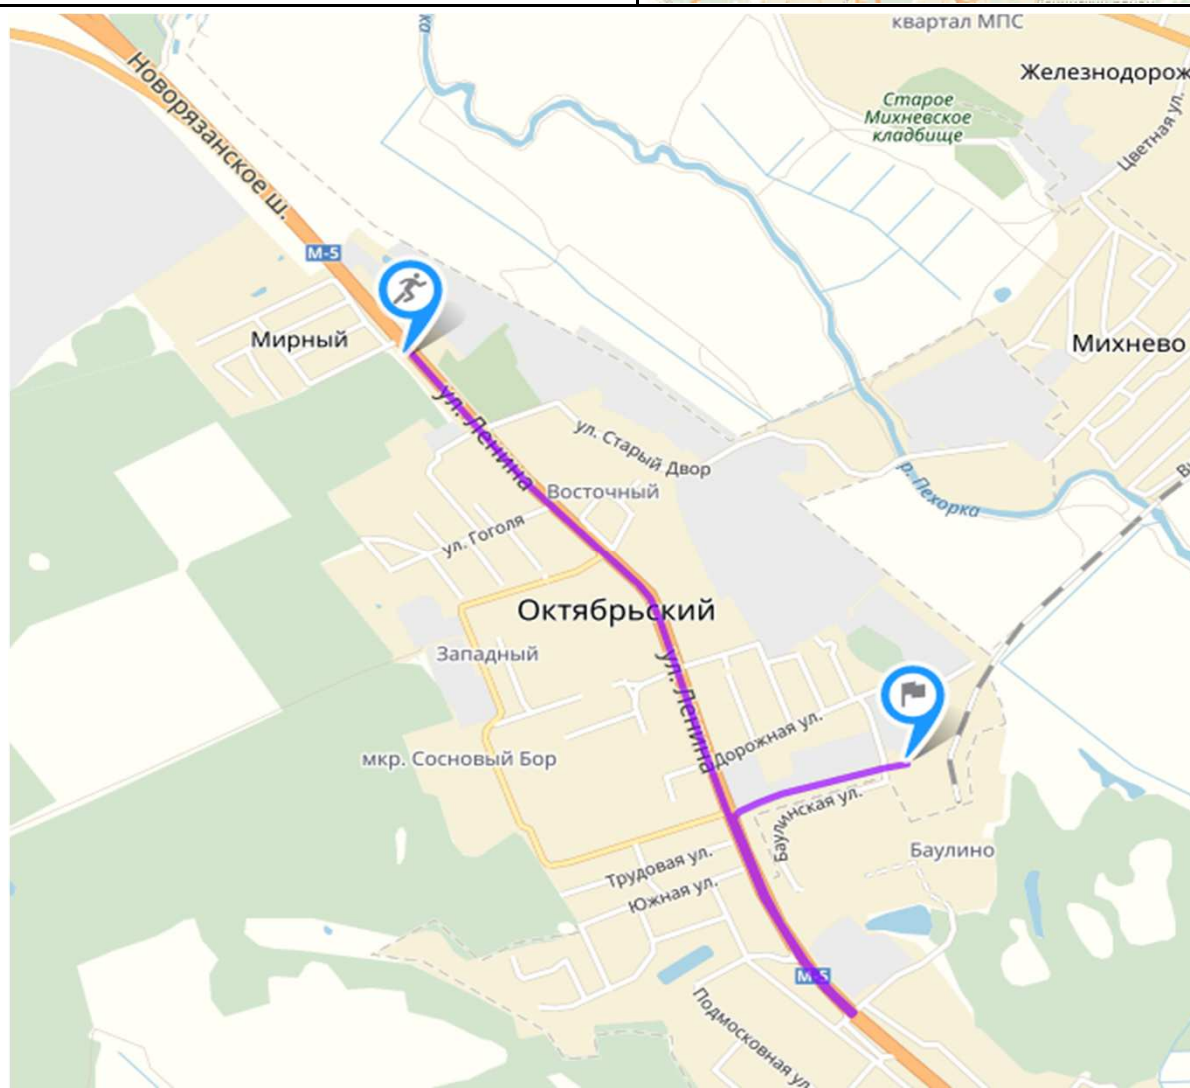 квартал МПС
ка
Железнодорож
Старое
Михневское
кладбище
Цветная ул.
Новорязанское ш.
М-5
Мирный
Михнево
ул. Ленина
ул. Старый Двор
Восточный
р. Пехорка
ул. Гоголя
Октябрьский
Западный
ул. Ленина
Дорожная ул.
мкр. Сосновый Бор
Баулинская ул.
Баулино
Трудовая ул.
Южная ул.
М-5
Подмосковная ул